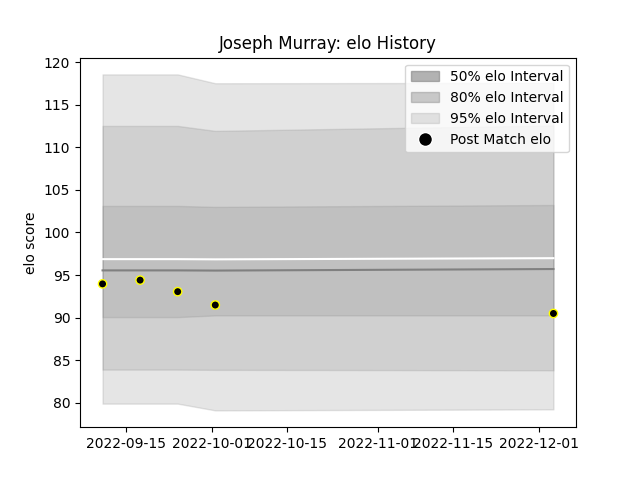 Joseph Murray: elo History
120
115
110
105
100
95
90
85
80
elo score
50% elo Interval
80% elo Interval
95% elo Interval
Post Match elo
2022-09-15
2022-10-01
2022-10-15
2022-11-01
2022-11-15
2022-12-01